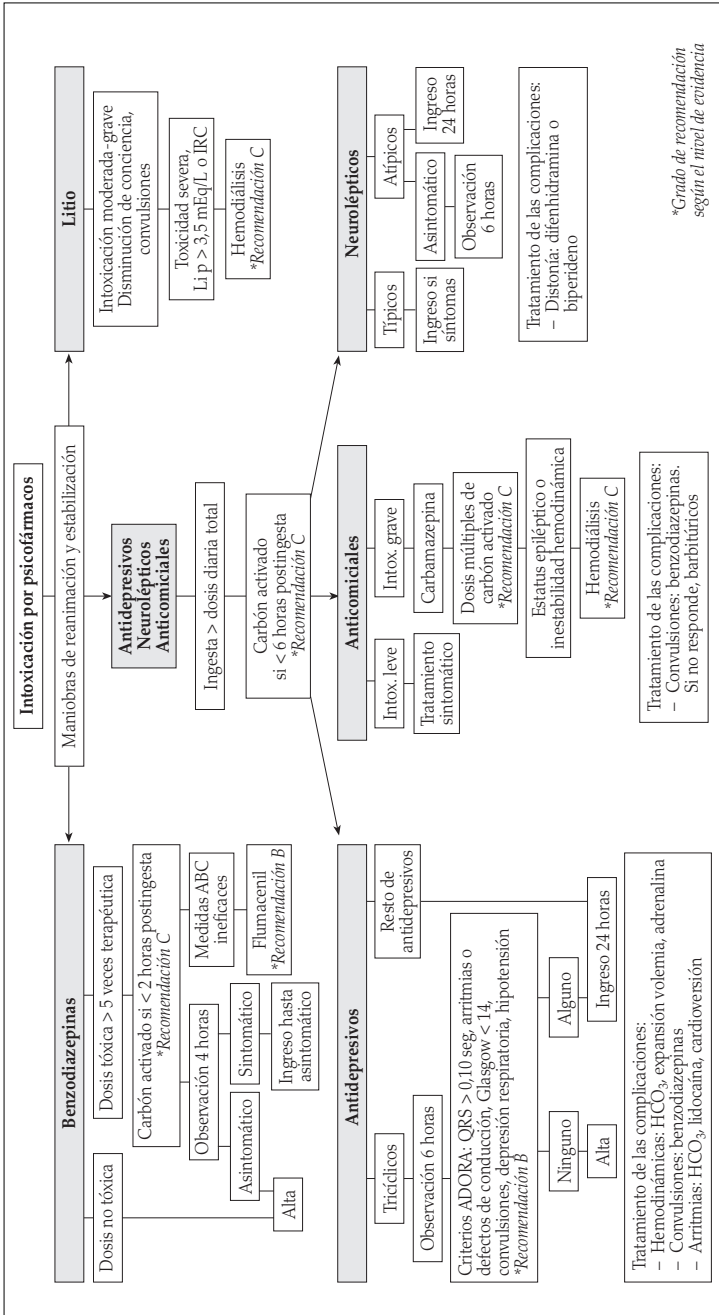 Intoxicación por psicofármacos
Maniobras de reanimación y estabilización
Benzodiazepinas
Dosis no tóxica
Dosis tóxica > 5 veces terapéutica
Carbón activado si < 2 horas postingesta
*Recomendación C
Observación 4 horas
Medidas ABC
ineficaces
Asintomático
Sintomático
Flumacenil
*Recomendación B
Alta
Ingreso hasta
asintomático
Antidepresivos
Neurolépticos
Anticomiciales
Ingesta > dosis diaria total
Carbón activado
si < 6 horas postingesta
*Recomendación C
Litio
Intoxicación moderada-grave
Disminución de conciencia,
convulsiones
Toxicidad severa,
Li p > 3,5 mEq/L o IRC
Hemodiálisis
*Recomendación C
Antidepresivos
Tricíclicos
Resto de
antidepresivos
Observación 6 horas
Criterios ADORA: QRS > 0,10 seg, arritmias o
defectos de conducción, Glasgow < 14,
convulsiones, depresión respiratoria, hipotensión
*Recomendación B
Ninguno
Alguno
Alta
Ingreso 24 horas
Tratamiento de las complicaciones:
– Hemodinámicas: HCO3, expansión volemia, adrenalina
– Convulsiones: benzodiazepinas
– Arritmias: HCO3, lidocaína, cardioversión
Anticomiciales
Intox. leve
Intox. grave
Tratamiento
sintomático
Carbamazepina
Dosis múltiples de
carbón activado
*Recomendación C
Estatus epiléptico o
inestabilidad hemodinámica
Hemodiálisis
*Recomendación C
Tratamiento de las complicaciones:
– Convulsiones: benzodiazepinas.
Si no responde, barbitúricos
Neurolépticos
Típicos
Atípicos
Ingreso si
síntomas
Asintomático
Ingreso
24 horas
Observación
6 horas
Tratamiento de las complicaciones:
– Distonía: difenhidramina o
biperideno
*Grado de recomendación
según el nivel de evidencia